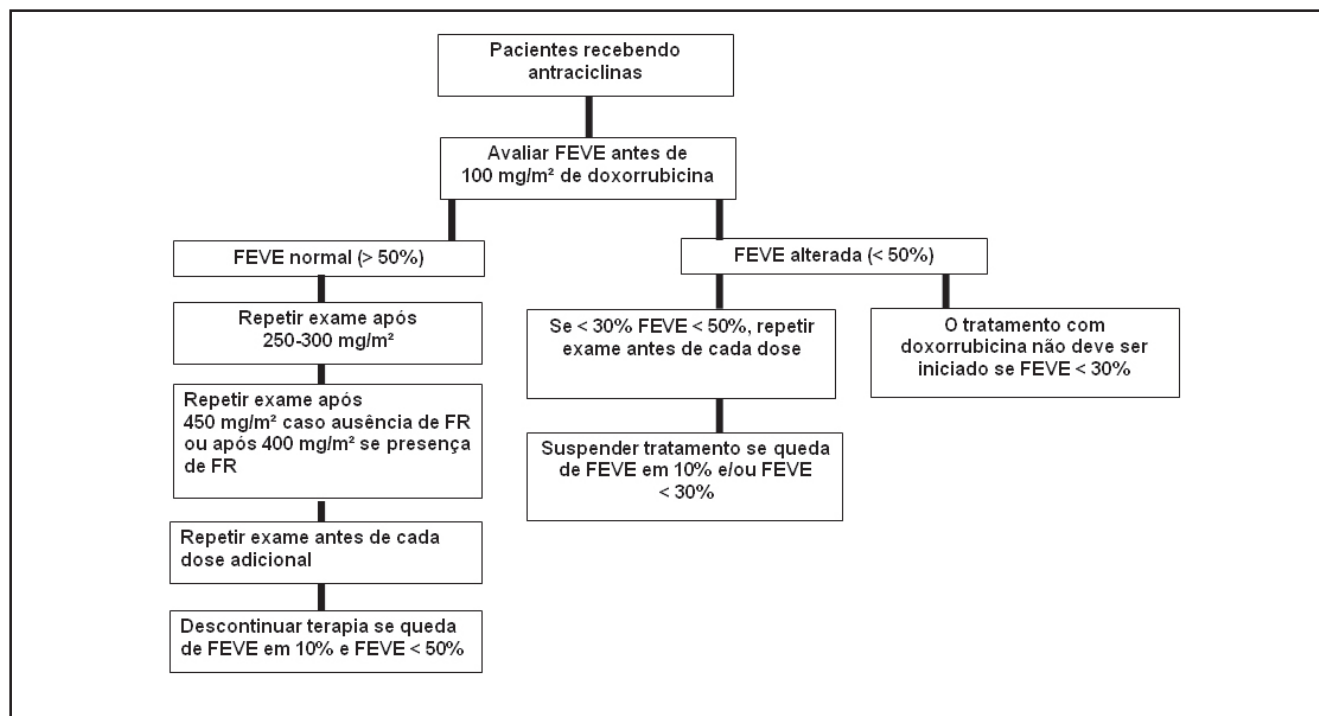 Pacientes recebendo
antraciclinas
Avaliar FEVE antes de
100 mg/m² de doxorrubicina
FEVE normal (> 50%)
FEVE alterada (< 50%)
Repetir exame após
250-300 mg/m²
Se < 30% FEVE < 50%, repetir
exame antes de cada dose
O tratamento com
doxorrubicina não deve ser
iniciado se FEVE < 30%
Repetir exame após
450 mg/m² caso ausência de FR
ou após 400 mg/m² se presença
de FR
Suspender tratamento se queda
de FEVE em 10% e/ou FEVE
< 30%
Repetir exame antes de cada
dose adicional
Descontinuar terapia se queda
de FEVE em 10% e FEVE < 50%